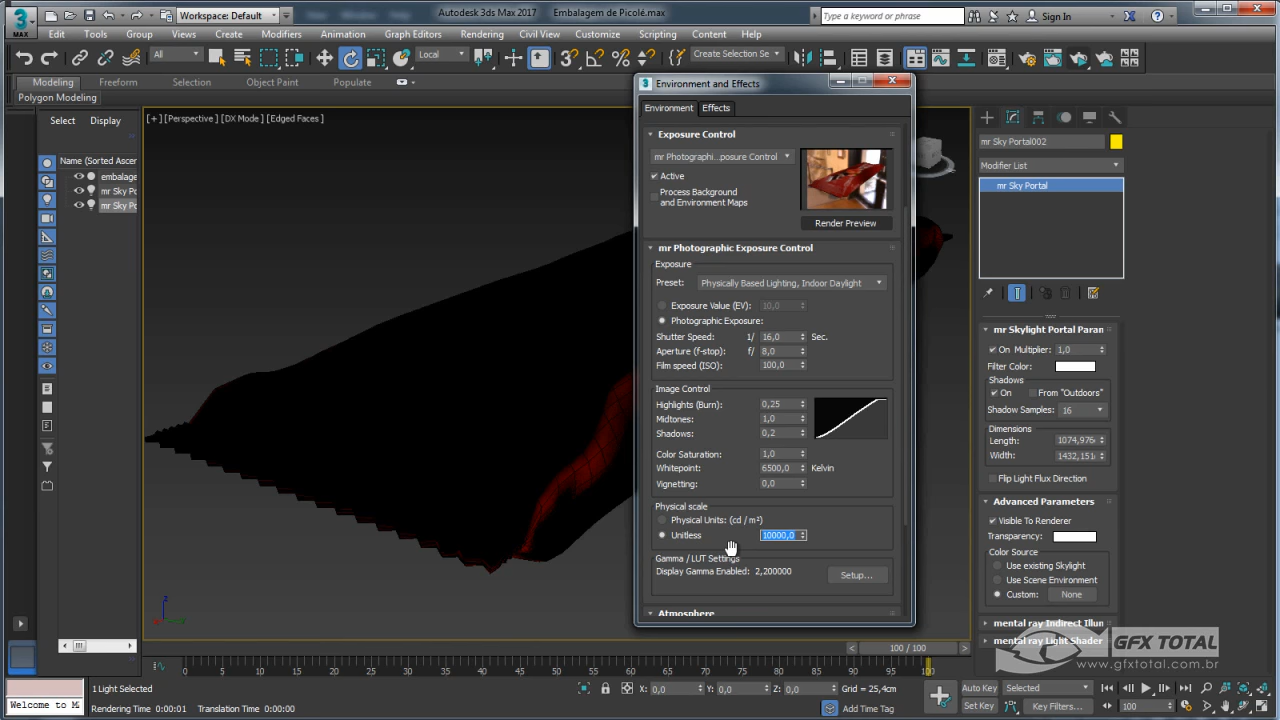 Workspace: Default
Autodesk 3ds Max 2017 Embalagem de Picolé.max
Type a keyword or phrase
Sign In
MAX
Edit Tools Group Views Create Modifiers Animation Graph Editors Rendering Civil View Customize Scripting Content Help
All
Local
Create Selection Se
Modeling Freeform Selection Object Paint Populate
Polygon Modeling
Select Display
Name (Sorted Ascen
embalage
mr Sky Po
mr Sky Po
[+] [Perspective ] [DX Mode ] [Edged Faces ]
Environment and Effects
Environment Effects
Exposure Control
mr Photographi...posure Control
Active
Process Background
and Environment Maps
Render Preview
mr Photographic Exposure Control
Exposure
Preset: Physically Based Lighting, Indoor Daylight
Exposure Value (EV): 10,0
Photographic Exposure:
Shutter Speed: 1/ 16,0 Sec.
Aperture (f-stop): f/ 8,0
Film speed (ISO): 100,0
Image Control
Highlights (Burn): 0,25
Midtones: 1,0
Shadows: 0,2
Color Saturation: 1,0
Whitepoint: 6500,0 Kelvin
Vignetting: 0,0
Physical scale
Physical Units: (cd / m²)
Unitless 10000,0
Gamma / LUT Settings
Display Gamma Enabled: 2,200000
Setup...
Atmosphere
mr Sky Portal002
Modifier List
mr Sky Portal
mr Skylight Portal Param
On Multiplier: 1,0
Filter Color:
Shadows
On From "Outdoors"
Shadow Samples: 16
Dimensions
Length: 1074,976
Width: 1432,151
Flip Light Flux Direction
Advanced Parameters
Visible To Renderer
Transparency:
Color Source
Use existing Skylight
Use Scene Environment
Custom: None
mental ray Indirect Illun
mental ray Light Shader
GFX TOTAL
www.gfxtotal.com.br
100 / 100
0 5 10 15 20 25 30 35 40 45 50 55 60 65 70 75 80 85 90 95 100
1 Light Selected
X: 0,0 Y: 0,0 Z: 0,0 Grid = 25,4cm
Auto Key Selected
Welcome to M
Rendering Time 0:00:01 Translation Time 0:00:00
Add Time Tag
Set Key Key Filters... 100